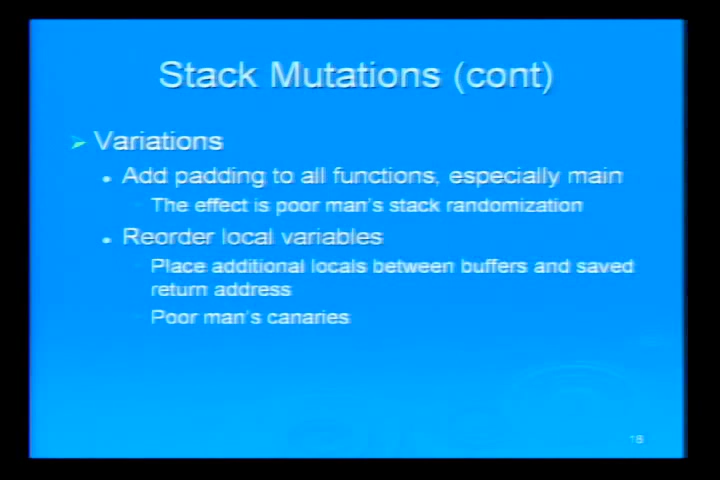 Stack Mutations (cont)
Variations
Add padding to all functions, especially main
The effect is poor man's stack randomization
Reorder local variables
Place additional locals between buffers and saved
return address
Poor man's canaries
18